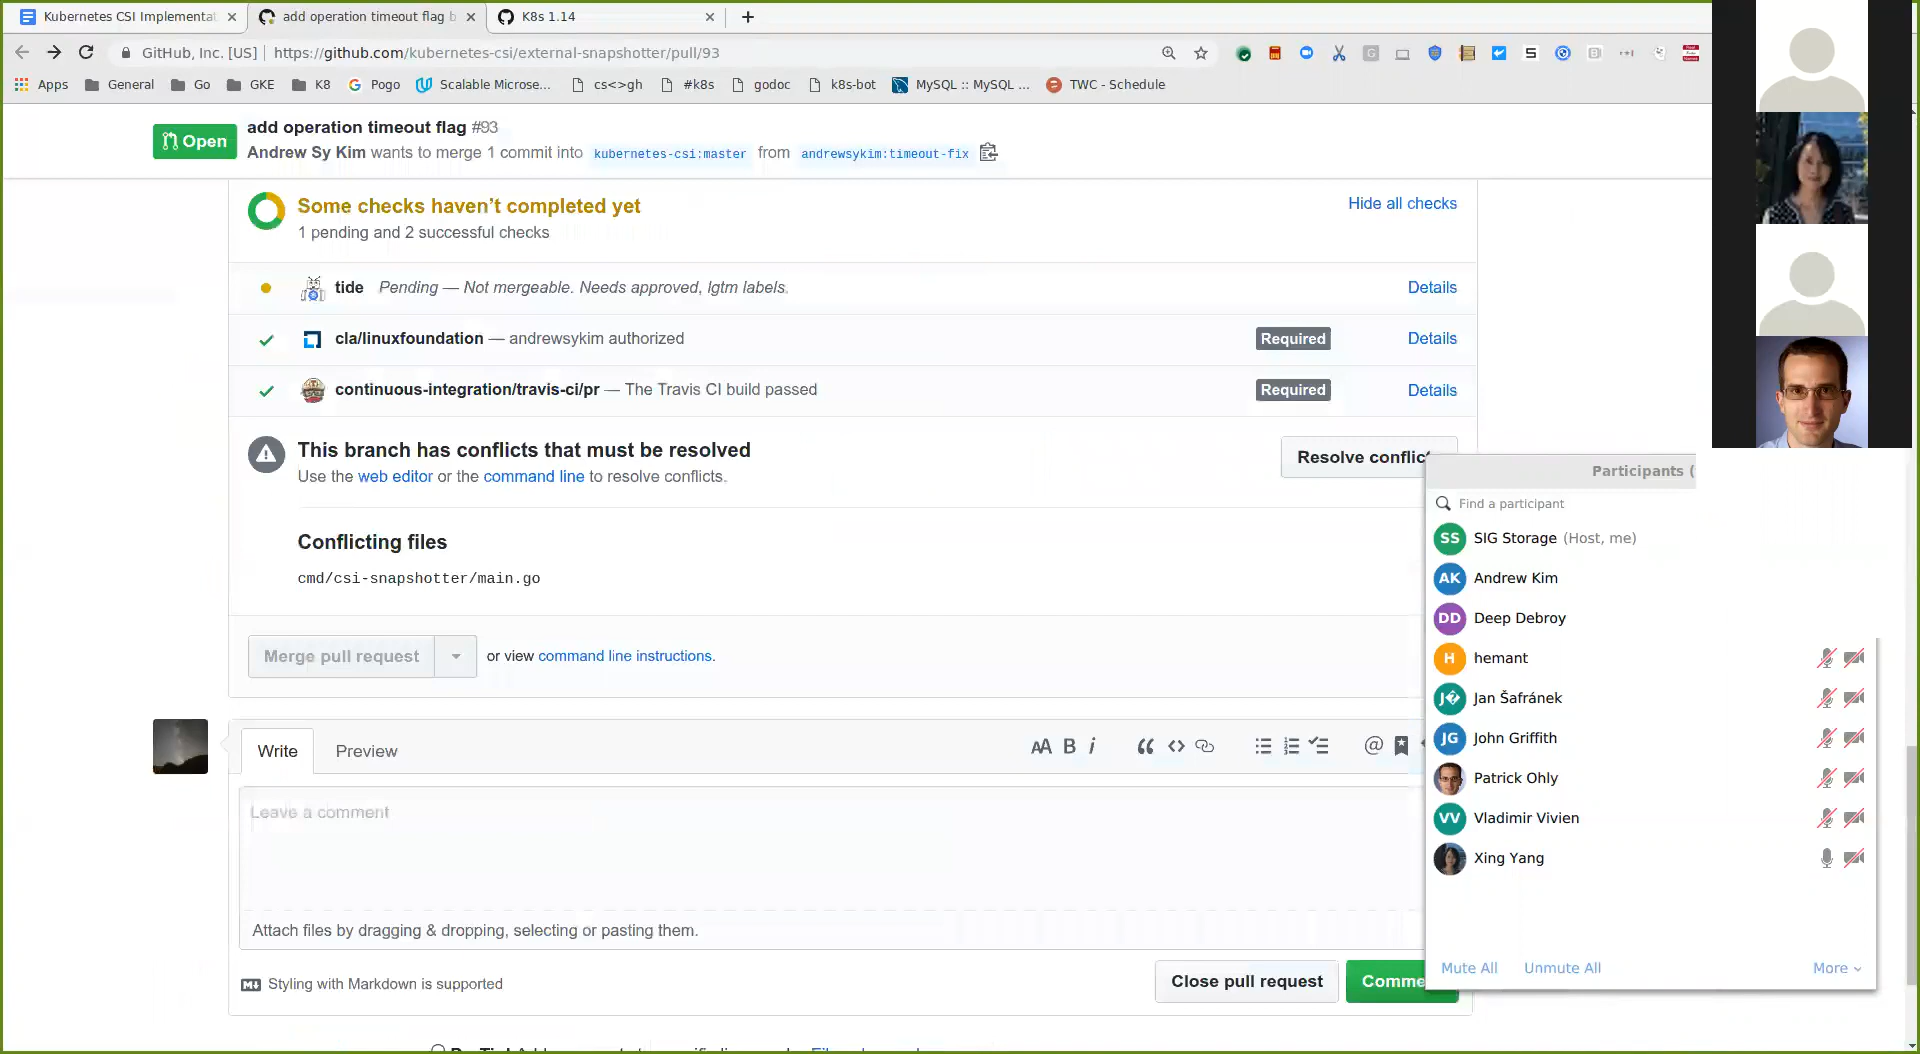 Kubernetes CSI Implementa
add operation timeout flag b
K8s 1.14
GitHub, Inc. [US]
https://github.com/kubernetes-csi/external-snapshotter/pull/93
Apps
General
Go
GKE
K8
Pogo
Scalable Microse...
cs<>gh
#k8s
godoc
k8s-bot
MySQL :: MySQL ...
TWC - Schedule
Open
add operation timeout flag #93
Andrew Sy Kim wants to merge 1 commit into kubernetes-csi:master from andrewsykim:timeout-fix
Some checks haven't completed yet
1 pending and 2 successful checks
Hide all checks
tide Pending — Not mergeable. Needs approved, lgtm labels.
Details
cla/linuxfoundation — andrewsykim authorized
Required
Details
continuous-integration/travis-ci/pr — The Travis CI build passed
Required
Details
This branch has conflicts that must be resolved
Use the web editor or the command line to resolve conflicts.
Resolve conflict
Conflicting files
cmd/csi-snapshotter/main.go
Merge pull request
or view command line instructions.
Write
Preview
AA B i
Leave a comment
Attach files by dragging & dropping, selecting or pasting them.
Styling with Markdown is supported
Close pull request
Comme
Participants (
Find a participant
SS SIG Storage (Host, me)
AK Andrew Kim
DD Deep Debroy
H hemant
J� Jan Šafránek
JG John Griffith
Patrick Ohly
VV Vladimir Vivien
Xing Yang
Mute All
Unmute All
More